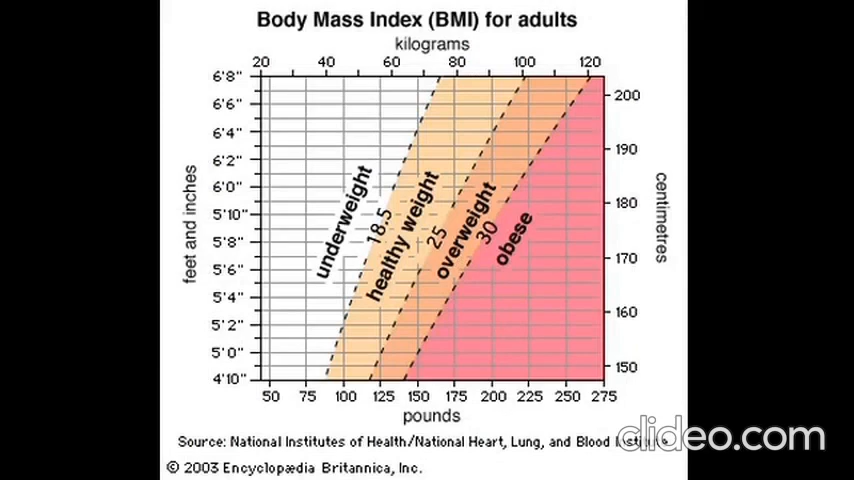 Body Mass Index (BMI) for adults
kilograms
20 40 60 70 80 100 120
6'8"
6'6"
6'4"
6'2"
6'0"
5'10"
5'8"
5'6"
5'4"
5'2"
5'0"
4'10"
feet and inches
underweight
18.5
healthy weight
25
overweight
30
obese
200
190
180
170
160
150
centimetres
50 75 100 125 150 175 200 225 250 275
pounds
Source: National Institutes of Health/National Heart, Lung, and Blood Institute.
© 2003 Encyclopædia Britannica, Inc.
clideo.com